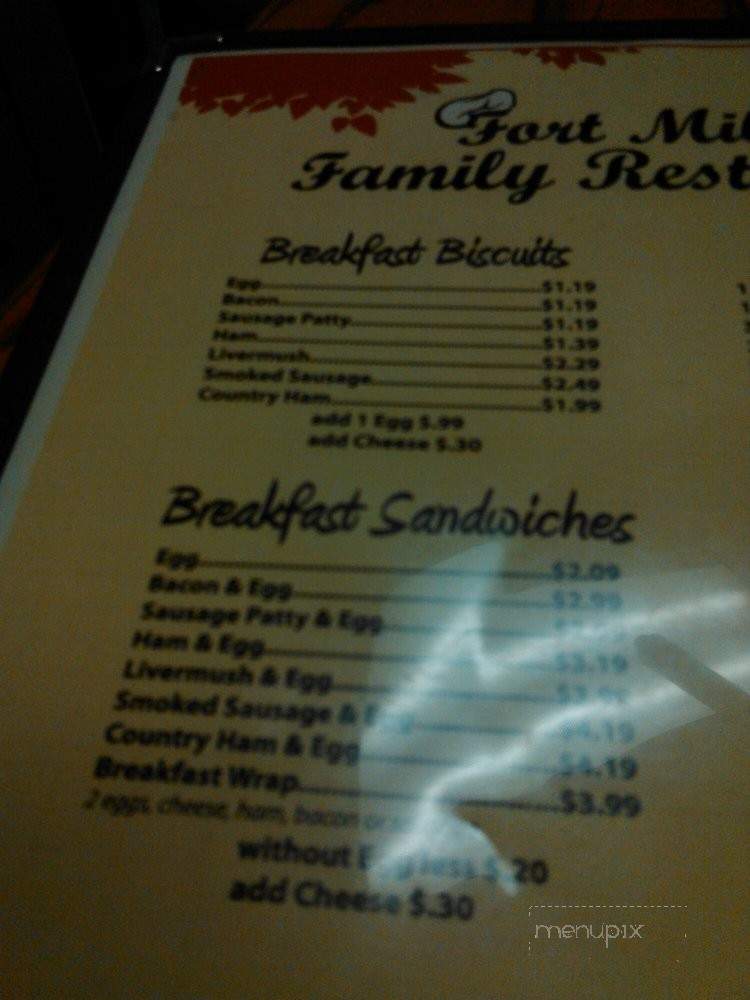 Fort Mil
Family Rest
Breakfast Biscuits
Egg $1.19
Bacon $1.19
Sausage Patty $1.19
Ham $1.39
Livermush $2.29
Smoked Sausage $2.49
Country Ham $1.99
add 1 Egg $.99
add Cheese $.30
Breakfast Sandwiches
Egg $2.09
Bacon & Egg $2.99
Sausage Patty & Egg
Ham & Egg $3.19
Livermush & Egg
Smoked Sausage & Egg $4.19
Country Ham & Egg $4.19
Breakfast Wrap $3.99
2 eggs, cheese, ham, bacon or
without Egg less $.20
add Cheese $.30
menupix